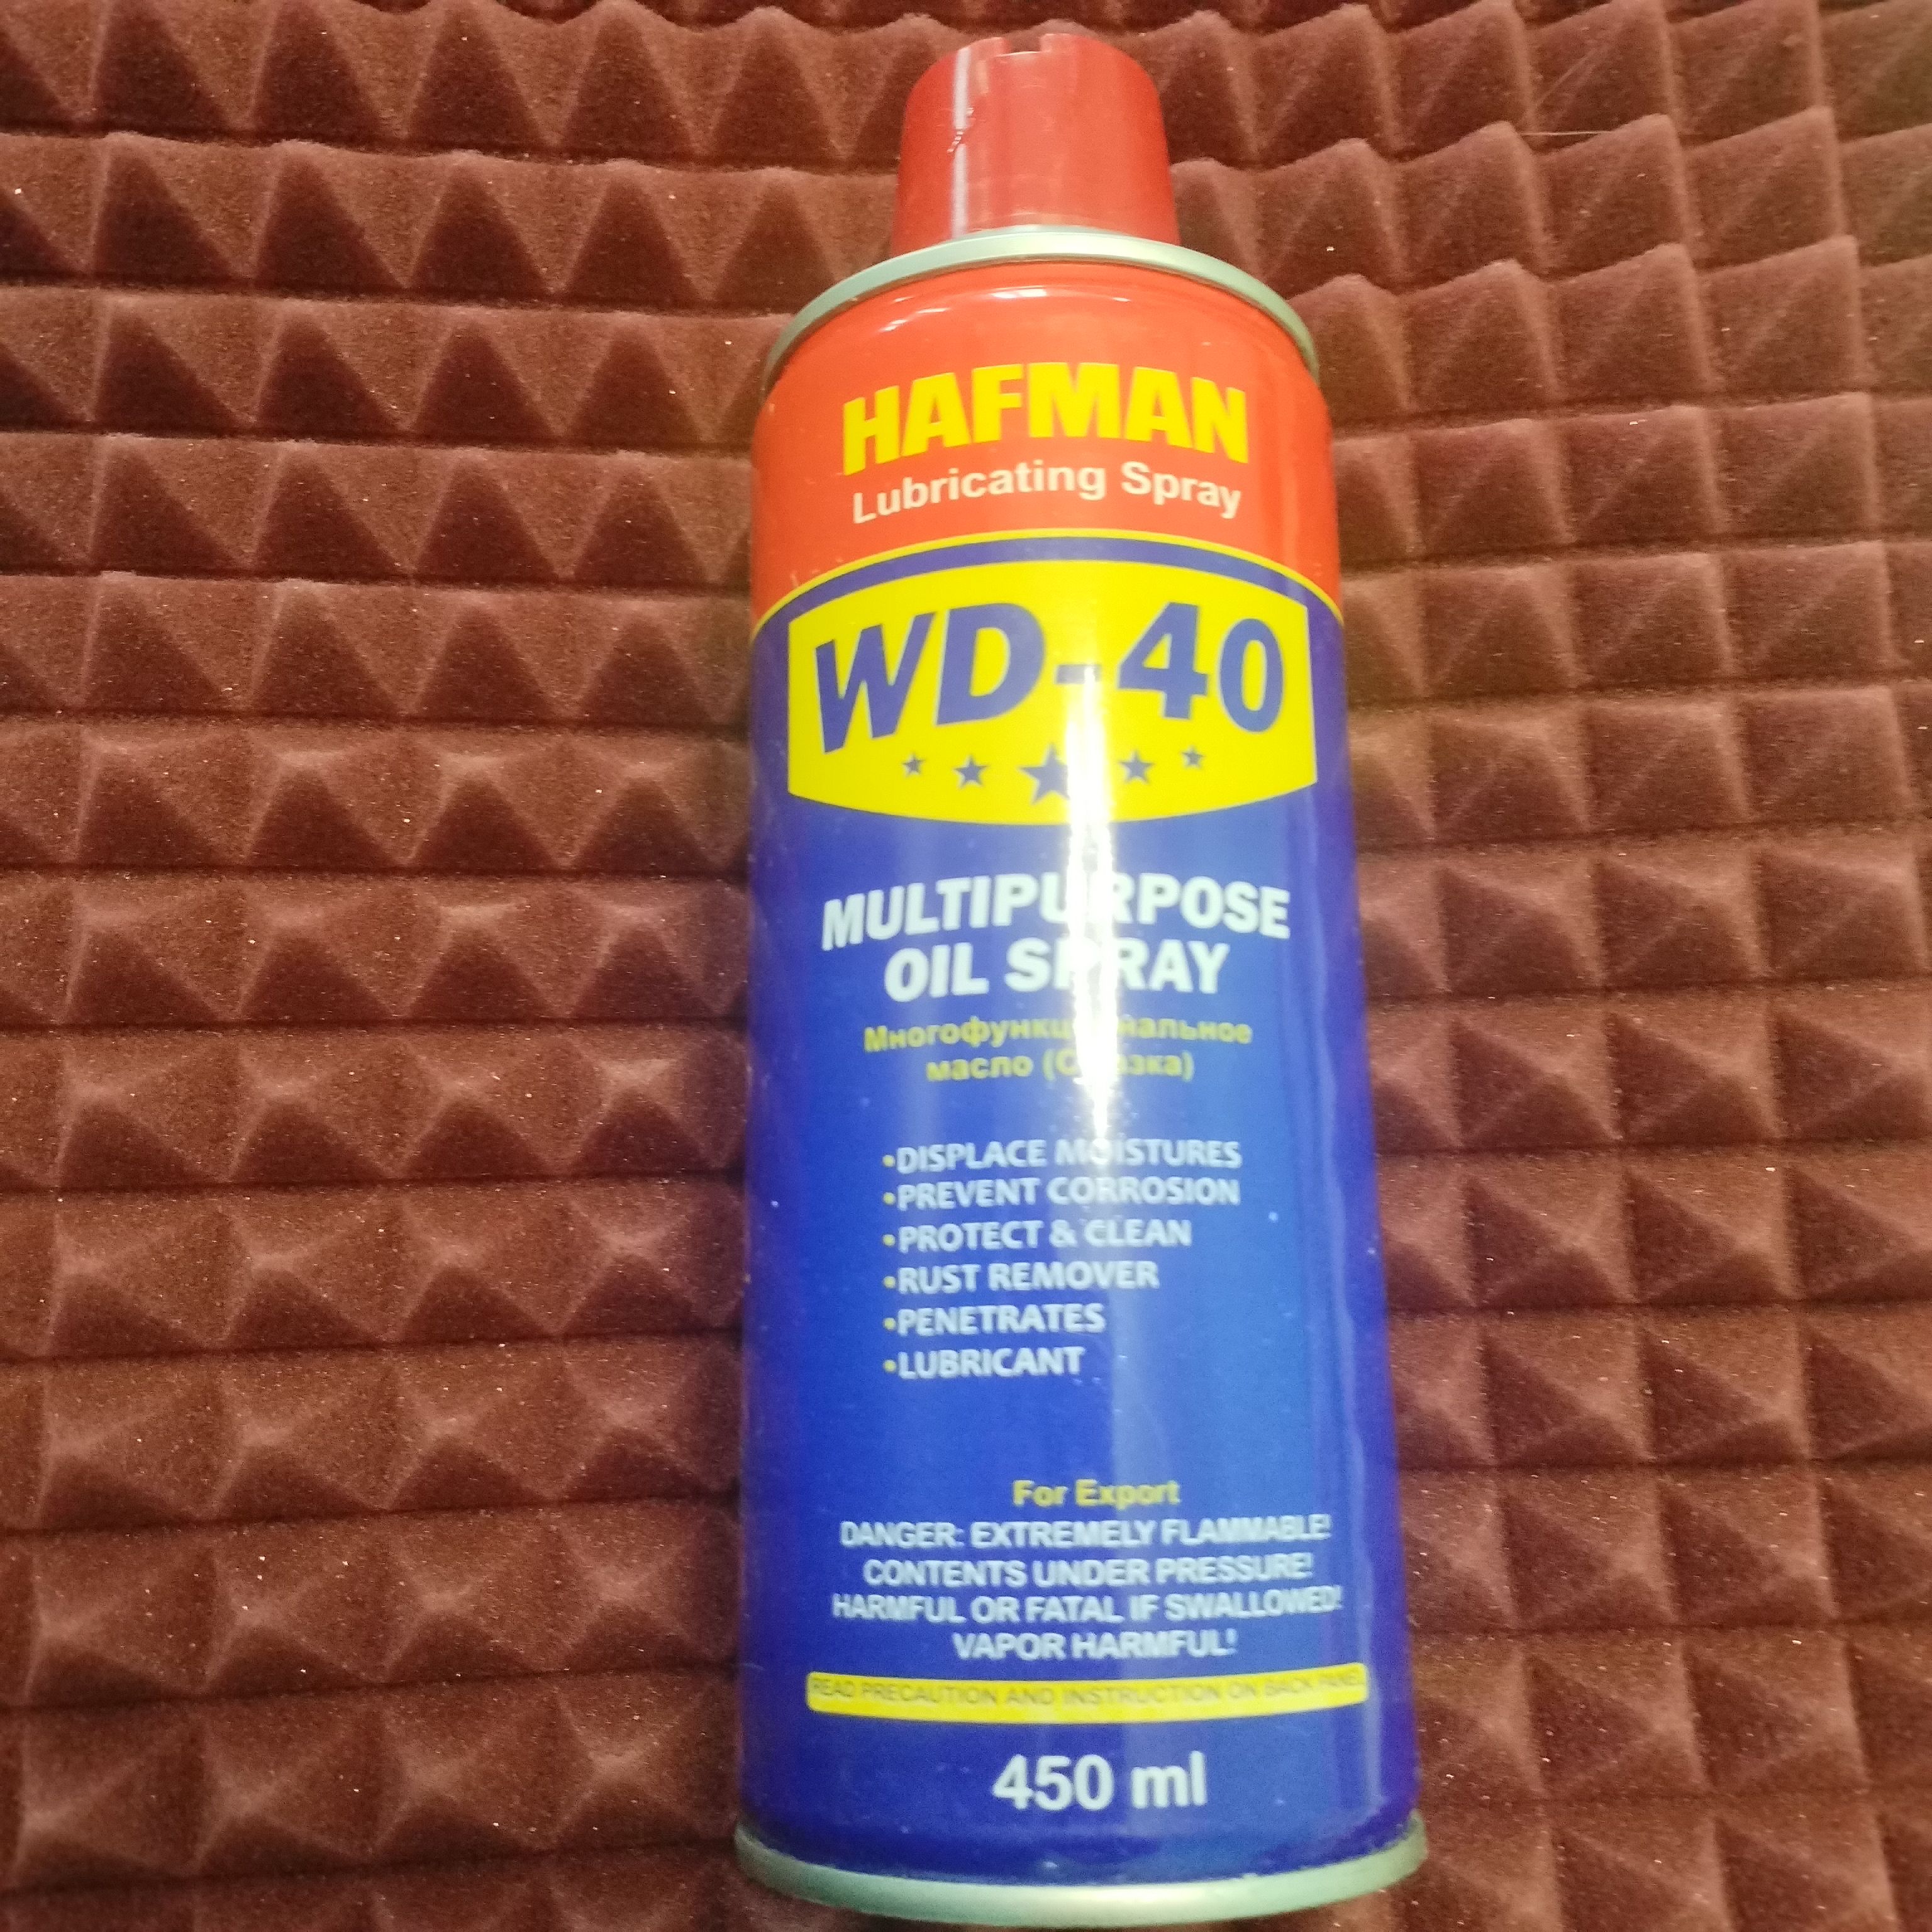 HAFMAN
Lubricating Spray
WD-40
MULTIPURPOSE
OIL SPRAY
Многофункциональное
масло (Смазка)
•DISPLACE MOISTURES
•PREVENT CORROSION
•PROTECT & CLEAN
•RUST REMOVER
•PENETRATES
•LUBRICANT
For Export
DANGER: EXTREMELY FLAMMABLE!
CONTENTS UNDER PRESSURE!
HARMFUL OR FATAL IF SWALLOWED!
VAPOR HARMFUL!
READ PRECAUTION AND INSTRUCTION ON BACK PANEL
450 ml